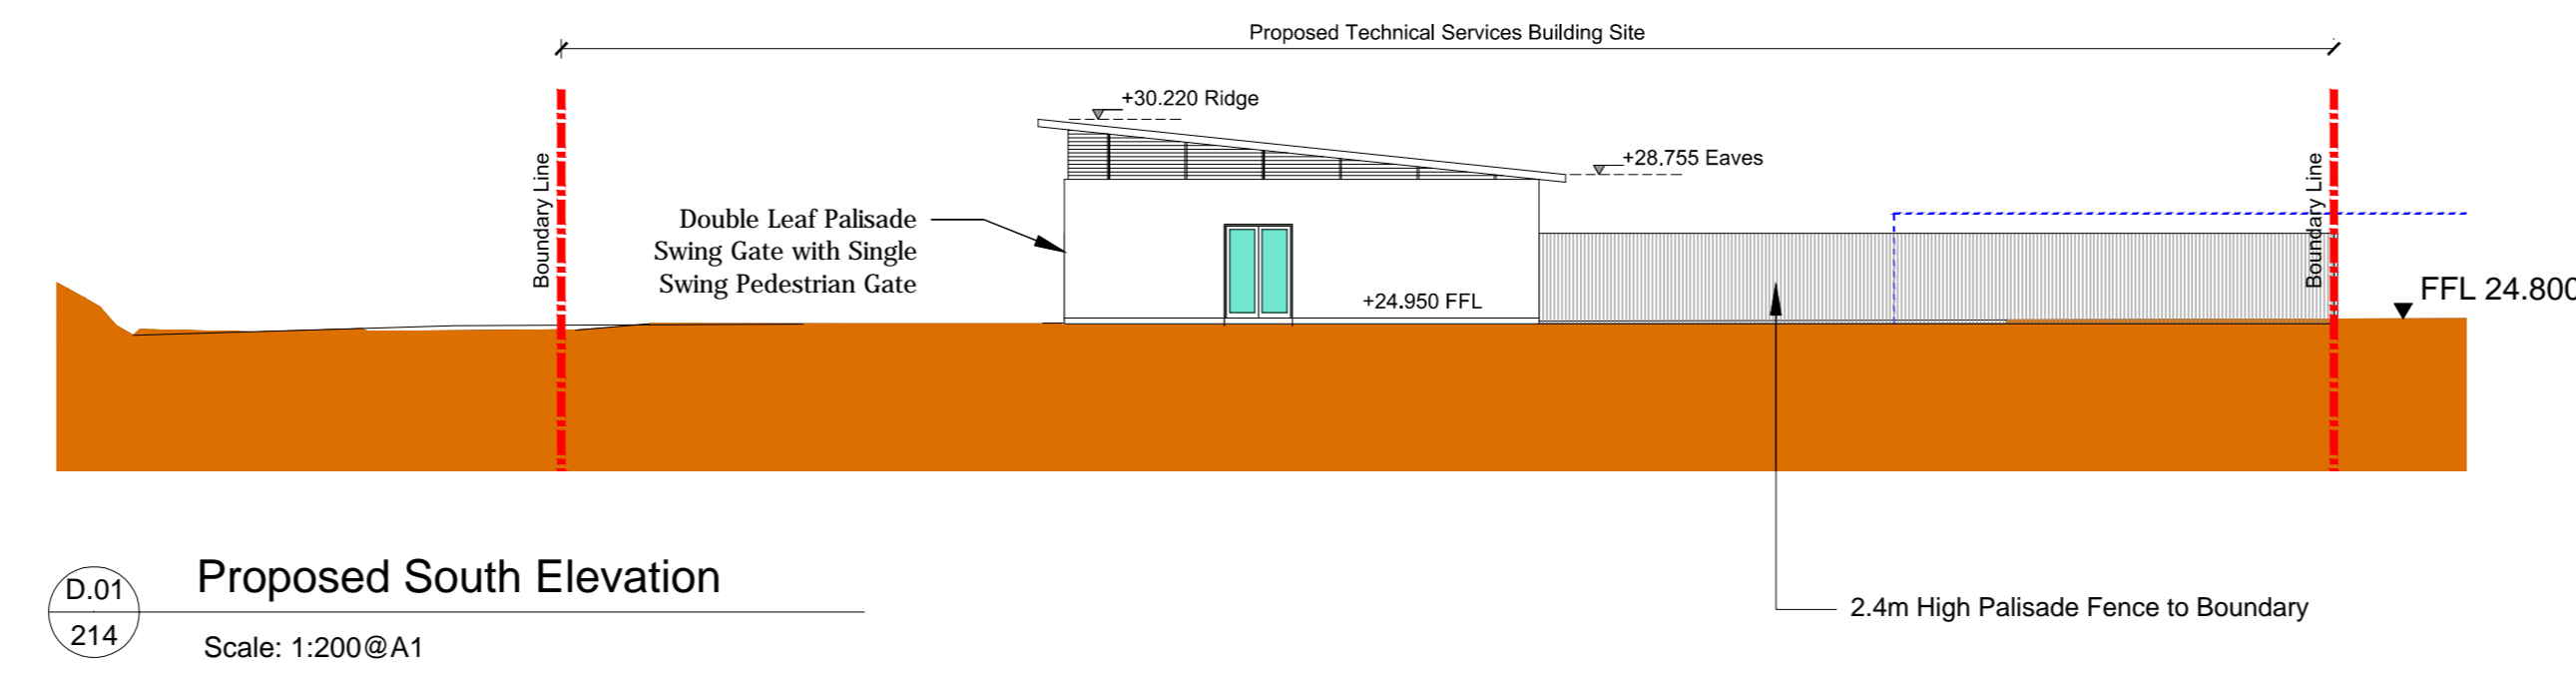 Proposed Technical Services Building Site
+30.220 Ridge
+28.755 Eaves
Boundary Line
Boundary Line
Double Leaf Palisade
Swing Gate with Single
Swing Pedestrian Gate
+24.950 FFL
FFL 24.800
D.01
214
Proposed South Elevation
Scale: 1:200@A1
2.4m High Palisade Fence to Boundary